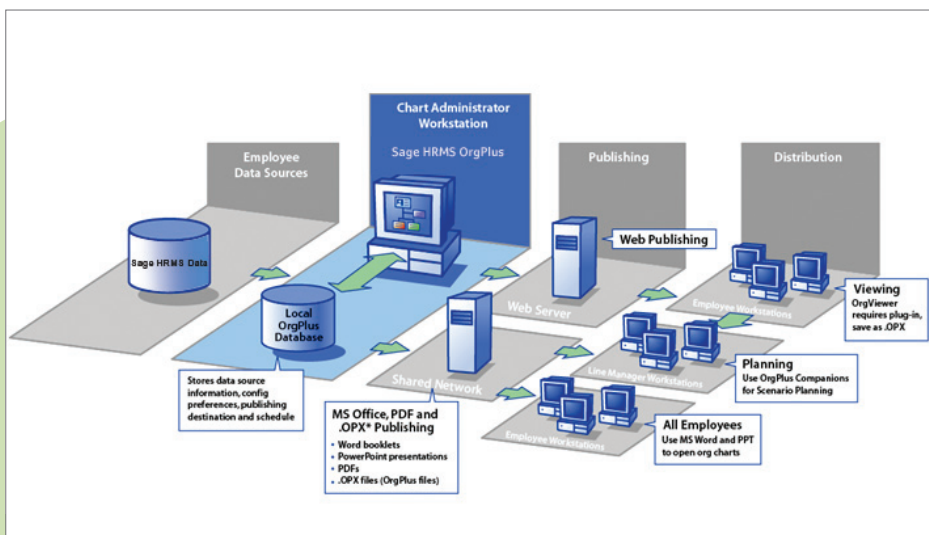 Chart Administrator
Workstation
Sage HRMS OrgPlus
Employee
Data Sources
Publishing
Distribution
Sage HRMS Data
Web Publishing
Local
OrgPlus
Database
Web Server
Employee Workstations
Viewing
OrgViewer
requires plug-in,
save as .OPX
Stores data source
information, config
preferences, publishing
destination and schedule
Shared Network
Line Manager Workstations
Planning
Use OrgPlus Companions
for Scenario Planning
MS Office, PDF and
.OPX* Publishing
• Word booklets
• PowerPoint presentations
• PDFs
• .OPX files (OrgPlus files)
Employee Workstations
All Employees
Use MS Word and PPT
to open org charts